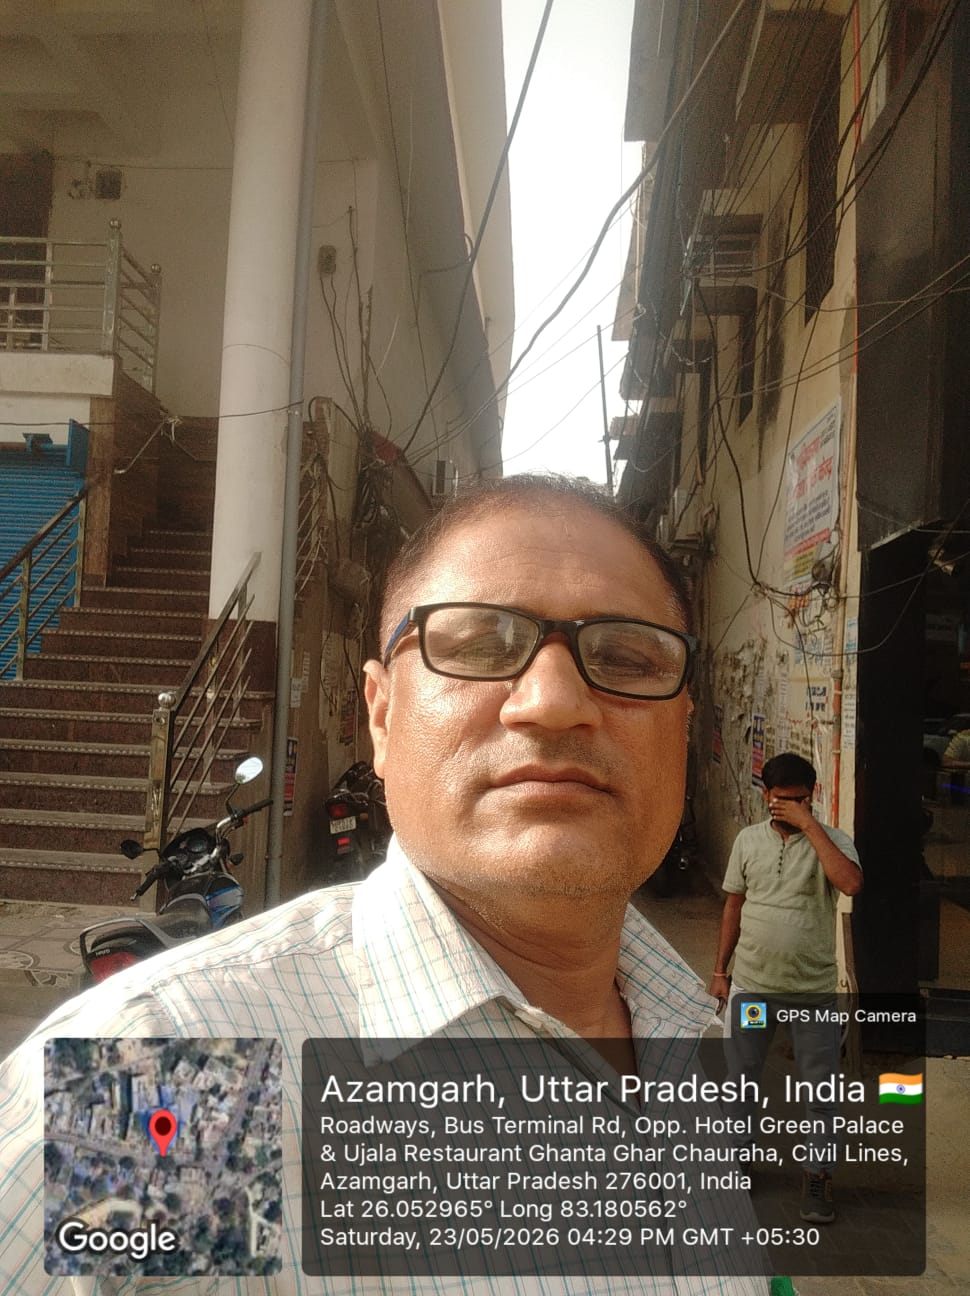 GPS Map Camera
Azamgarh, Uttar Pradesh, India
Roadways, Bus Terminal Rd, Opp. Hotel Green Palace
& Ujala Restaurant Ghanta Ghar Chauraha, Civil Lines,
Azamgarh, Uttar Pradesh 276001, India
Lat 26.052965° Long 83.180562°
Saturday, 23/05/2026 04:29 PM GMT +05:30
Google